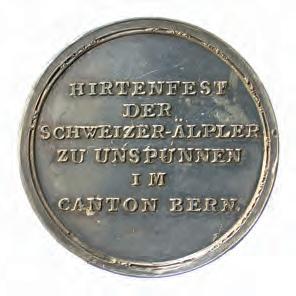 HIRTENFEST
DER
SCHWEIZER-ÄLPLER
ZU UNSPUNNEN
IM
CANTON BERN.